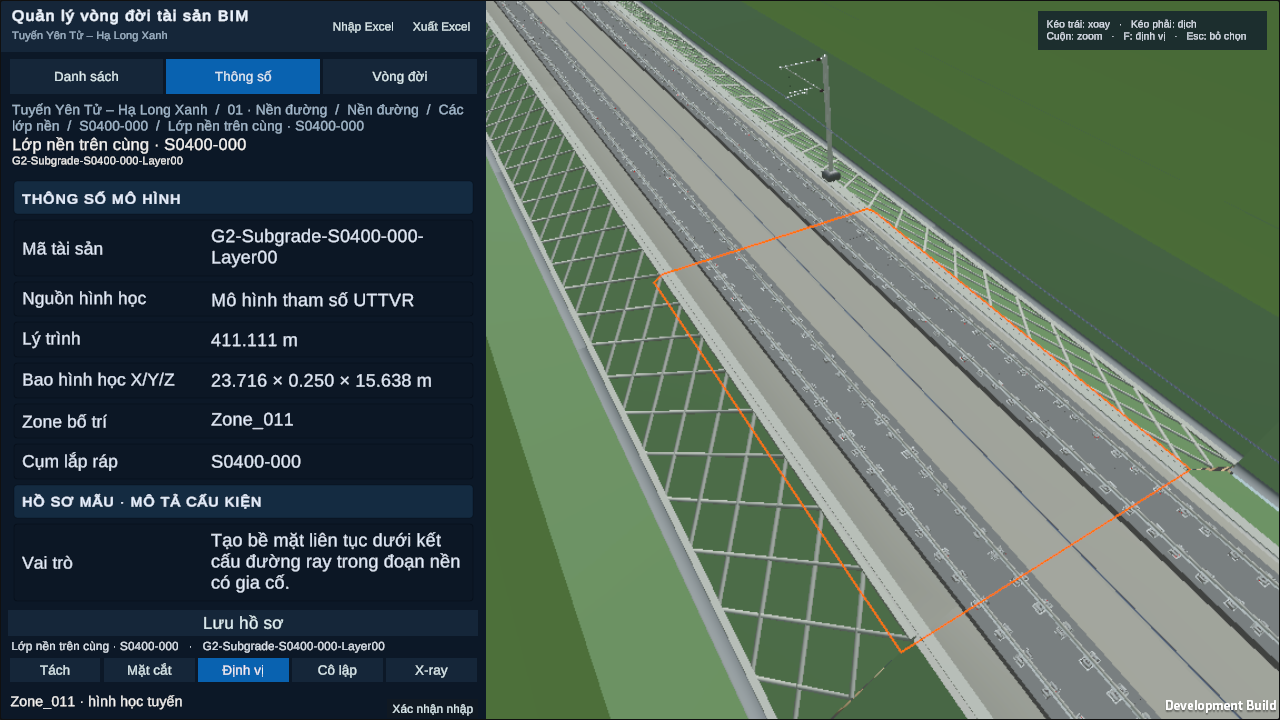 Quản lý vòng đời tài sản BIM
Tuyến Yên Tử – Hạ Long Xanh
Nhập Excel
Xuất Excel
Danh sách
Thông số
Vòng đời
Tuyến Yên Tử – Hạ Long Xanh / 01 · Nền đường / Nền đường / Các
lớp nền / S0400-000 / Lớp nền trên cùng · S0400-000
Lớp nền trên cùng · S0400-000
G2-Subgrade-S0400-000-Layer00
THÔNG SỐ MÔ HÌNH
Mã tài sản
G2-Subgrade-S0400-000-
Layer00
Nguồn hình học
Mô hình tham số UTTVR
Lý trình
411.111 m
Bao hình học X/Y/Z
23.716 × 0.250 × 15.638 m
Zone bố trí
Zone_011
Cụm lắp ráp
S0400-000
HỒ SƠ MẪU · MÔ TẢ CẤU KIỆN
Vai trò
Tạo bề mặt liên tục dưới kết
cấu đường ray trong đoạn nền
có gia cố.
Lưu hồ sơ
Lớp nền trên cùng · S0400-000 · G2-Subgrade-S0400-000-Layer00
Tách
Mặt cắt
Định vị
Cô lập
X-ray
Zone_011 · hình học tuyến
Xác nhận nhập
Kéo trái: xoay · Kéo phải: dịch
Cuộn: zoom · F: định vị · Esc: bỏ chọn
Development Build